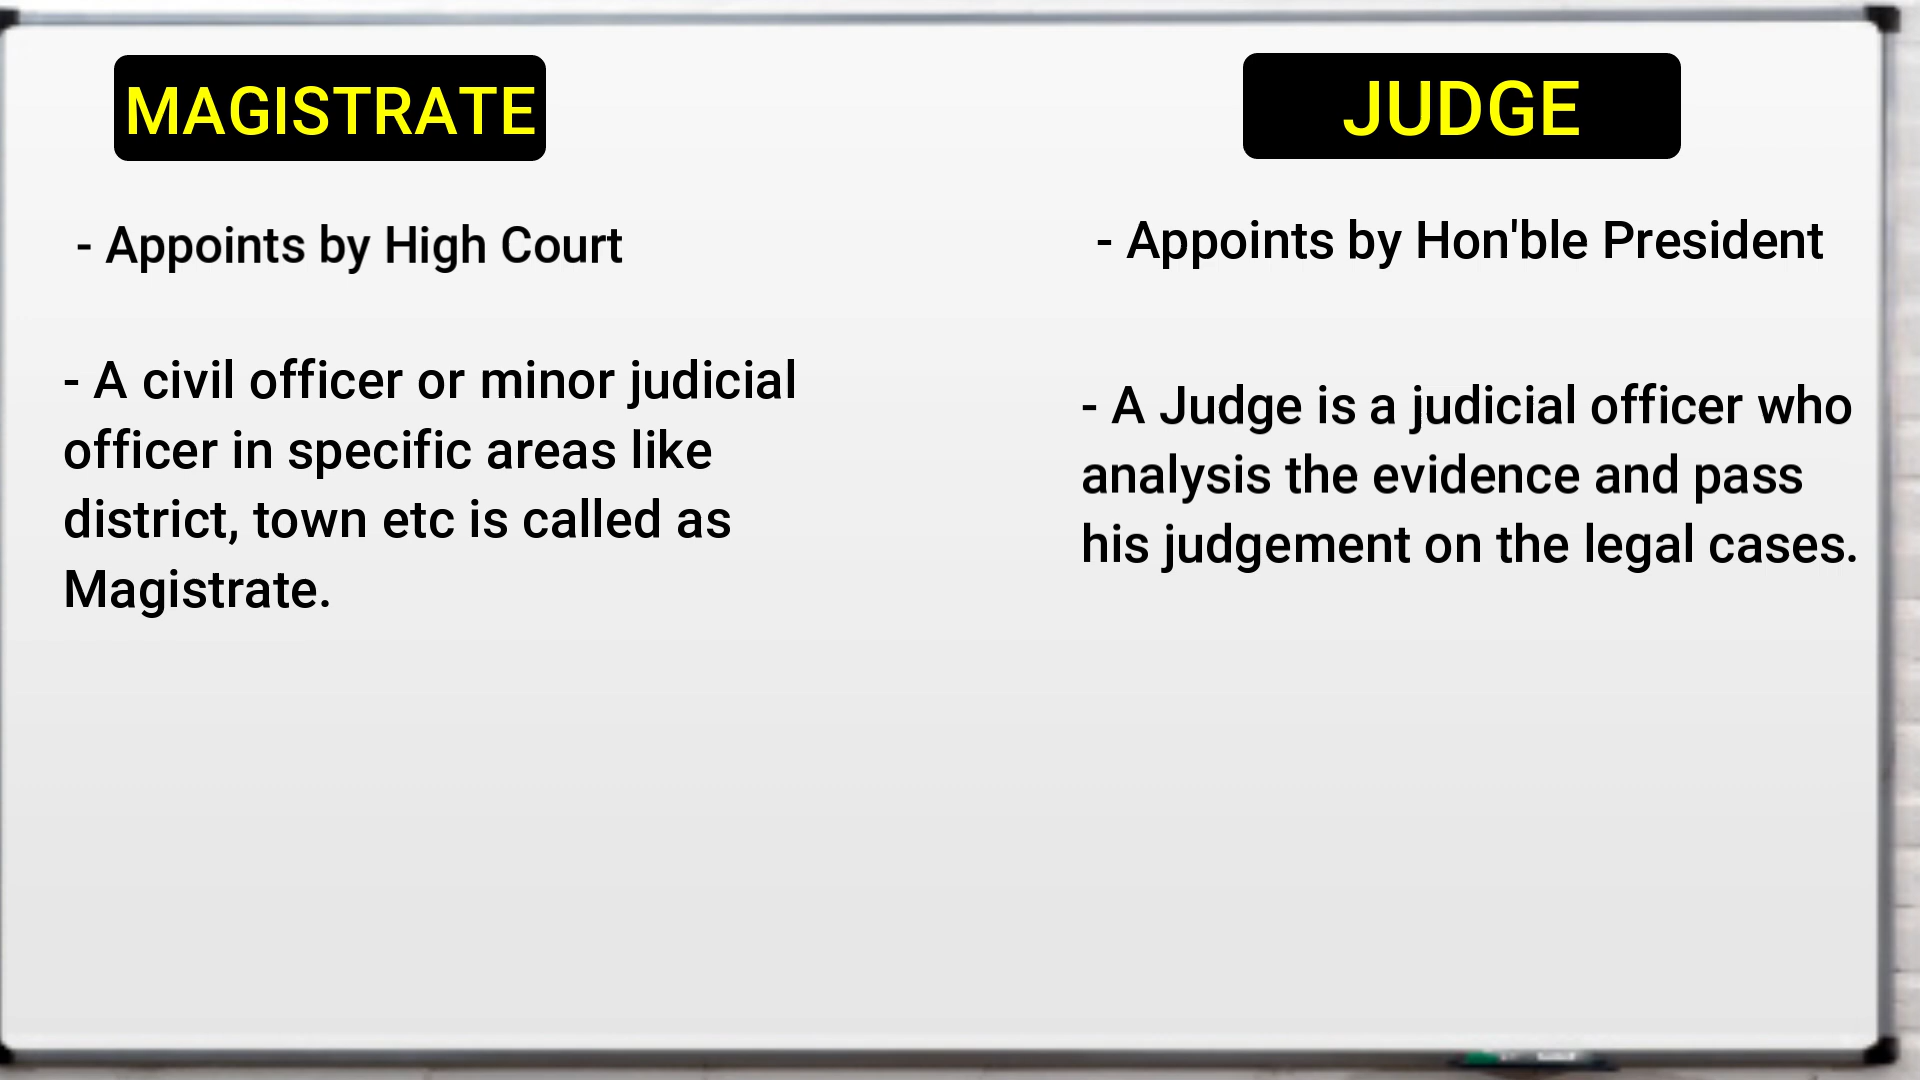 MAGISTRATE
- Appoints by High Court
- A civil officer or minor judicial
officer in specific areas like
district, town etc is called as
Magistrate.
JUDGE
- Appoints by Hon'ble President
- A Judge is a judicial officer who
analysis the evidence and pass
his judgement on the legal cases.